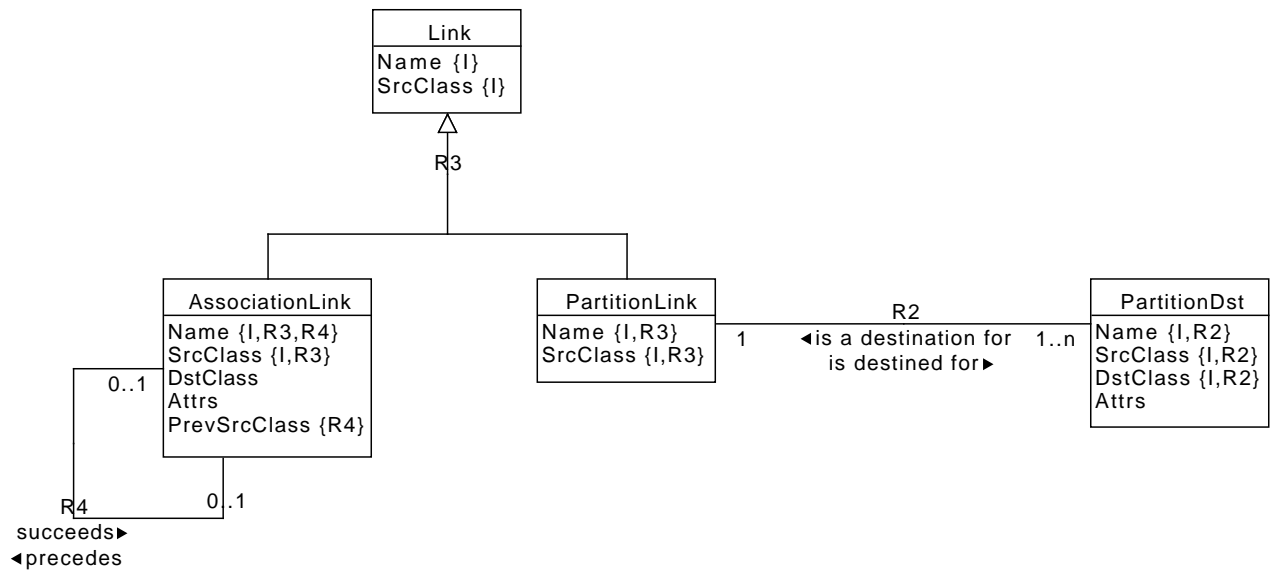 Link
Name {I}
SrcClass {I}
R3
AssociationLink
Name {I,R3,R4}
SrcClass {I,R3}
DstClass
Attrs
PrevSrcClass {R4}
0..1
0..1
R4
succeeds▶
◀precedes
PartitionLink
Name {I,R3}
SrcClass {I,R3}
R2
1
◀is a destination for
1..n
is destined for▶
PartitionDst
Name {I,R2}
SrcClass {I,R2}
DstClass {I,R2}
Attrs